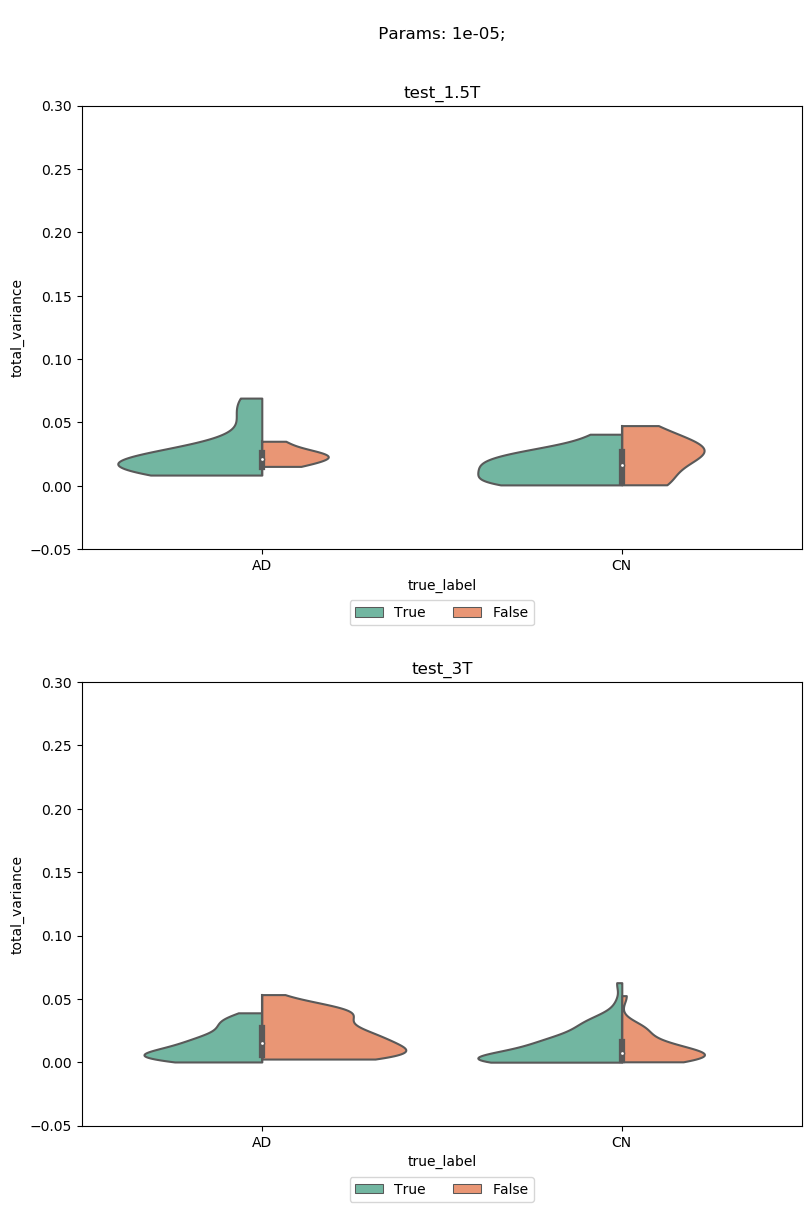 Params: 1e-05;
test_1.5T
0.30
0.25
0.20
0.15
0.10
0.05
0.00
−0.05
total_variance
AD CN
true_label
True False
test_3T
0.30
0.25
0.20
0.15
0.10
0.05
0.00
−0.05
total_variance
AD CN
true_label
True False